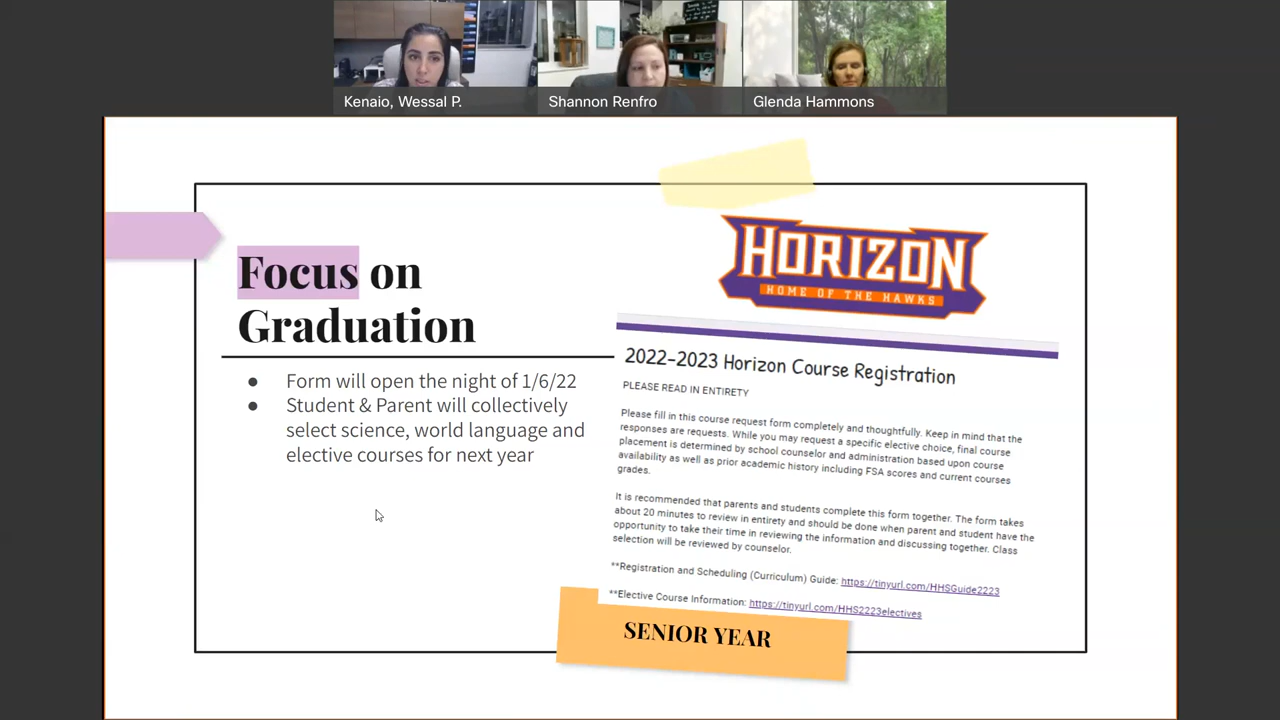 Kenaio, Wessal P.
Shannon Renfro
Glenda Hammons
Focus on
Graduation
● Form will open the night of 1/6/22
● Student & Parent will collectively
select science, world language and
elective courses for next year
HORIZON
HOME OF THE HAWKS
2022-2023 Horizon Course Registration
PLEASE READ IN ENTIRETY
Please fill in this course request form completely and thoughtfully. Keep in mind that the
responses are requests. While you may request a specific elective choice, final course
placement is determined by school counselor and administration based upon course
availability as well as prior academic history including FSA scores and current courses
grades.
It is recommended that parents and students complete this form together. The form takes
about 20 minutes to review in entirety and should be done when parent and student have the
opportunity to take their time in reviewing the information and discussing together. Class
selection will be reviewed by counselor.
**Registration and Scheduling (Curriculum) Guide: https://tinyurl.com/HHSGuide2223
**Elective Course Information: https://tinyurl.com/HHS2223electives
SENIOR YEAR